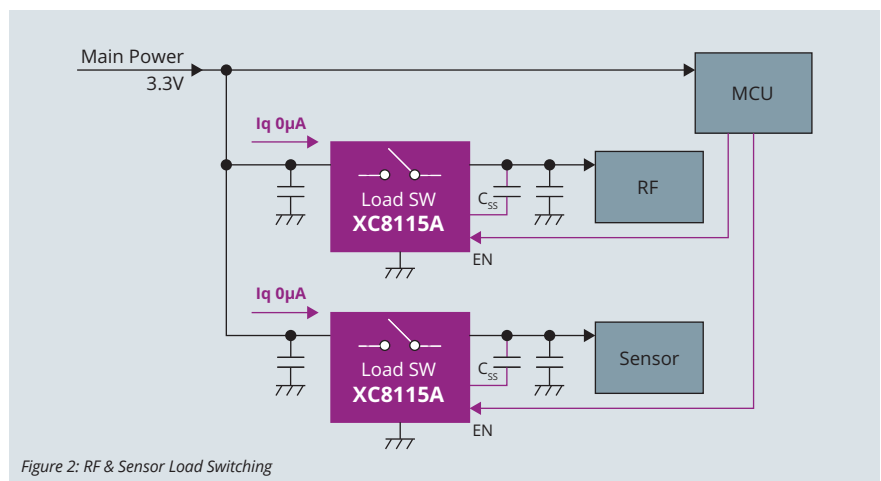 Main Power
3.3V
MCU
Iq 0µA
Load SW
XC8115A
CSS
EN
RF
Iq 0µA
Load SW
XC8115A
CSS
EN
Sensor
Figure 2: RF & Sensor Load Switching